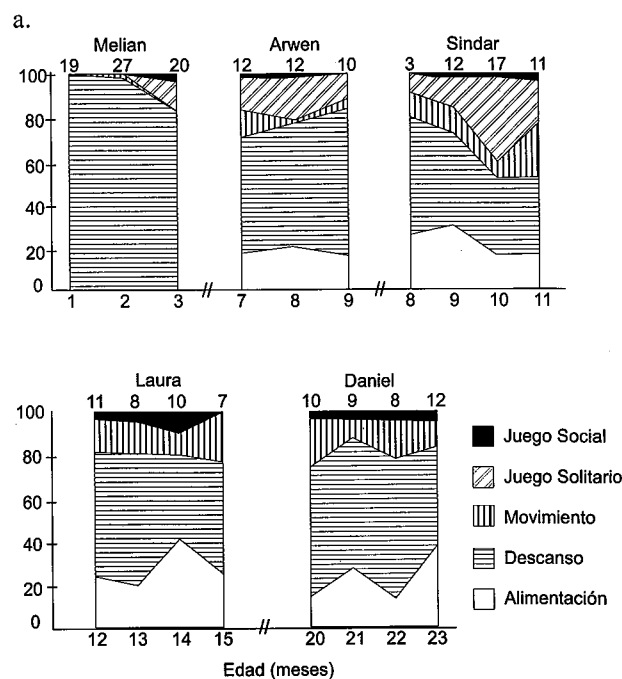 a.
Melian Arwen Sindar
19 27 20 12 12 10 3 12 17 11
100
80
60
40
20
0
1 2 3 // 7 8 9 // 8 9 10 11
Laura Daniel
11 8 10 7 10 9 8 12
100
80
60
40
20
0
Juego Social
Juego Solitario
Movimiento
Descanso
Alimentación
12 13 14 15 // 20 21 22 23
Edad (meses)